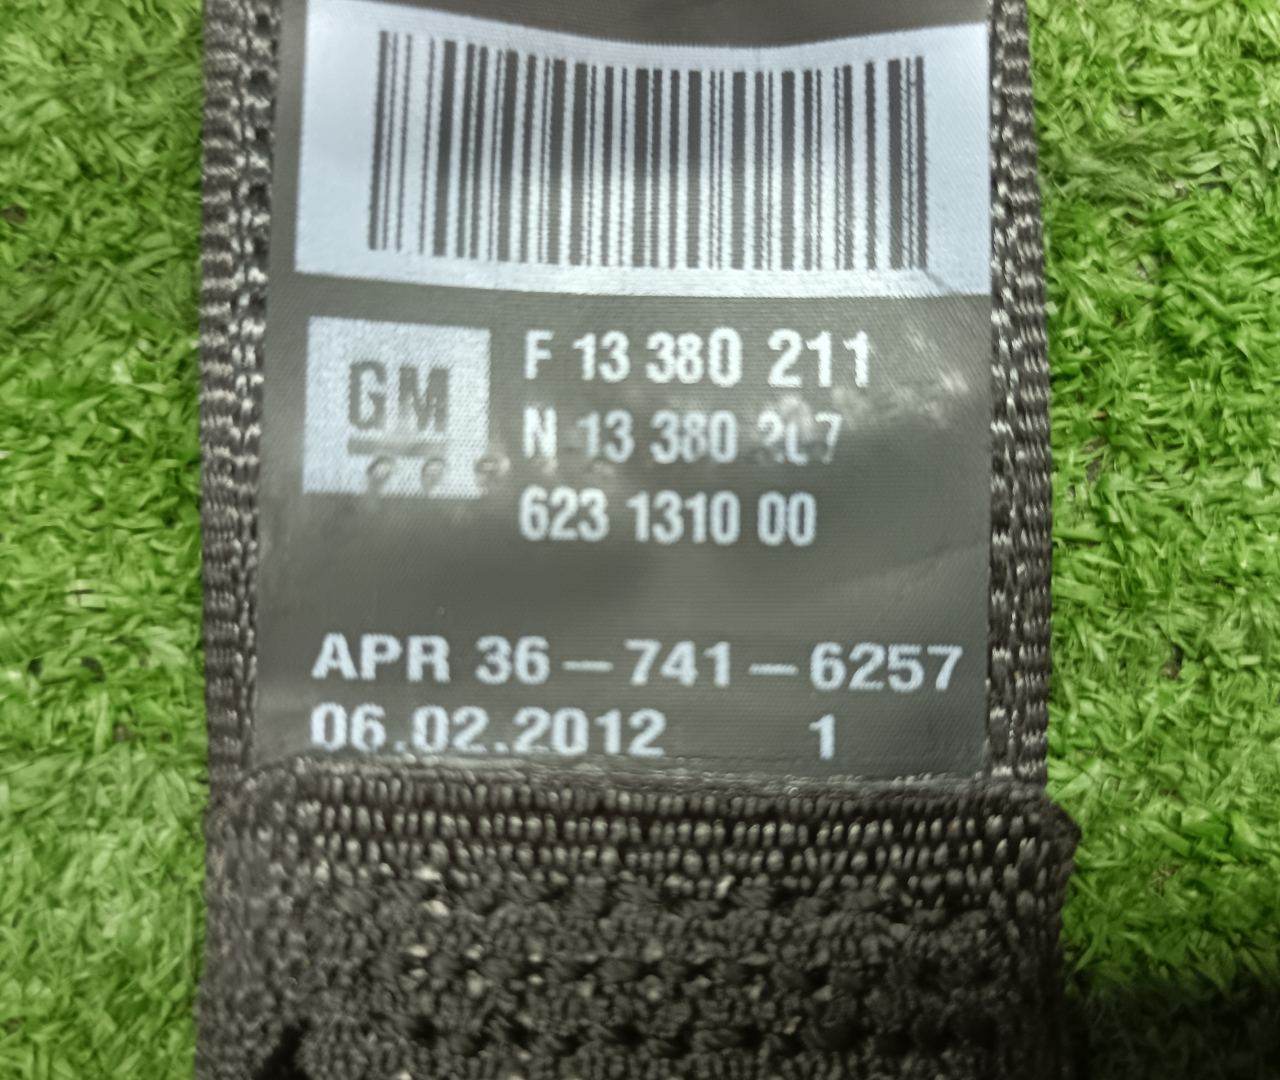 GM
F 13 380 211
N 13 380
623 1310 00
APR 36 — 741 — 6257
06.02.2012 1